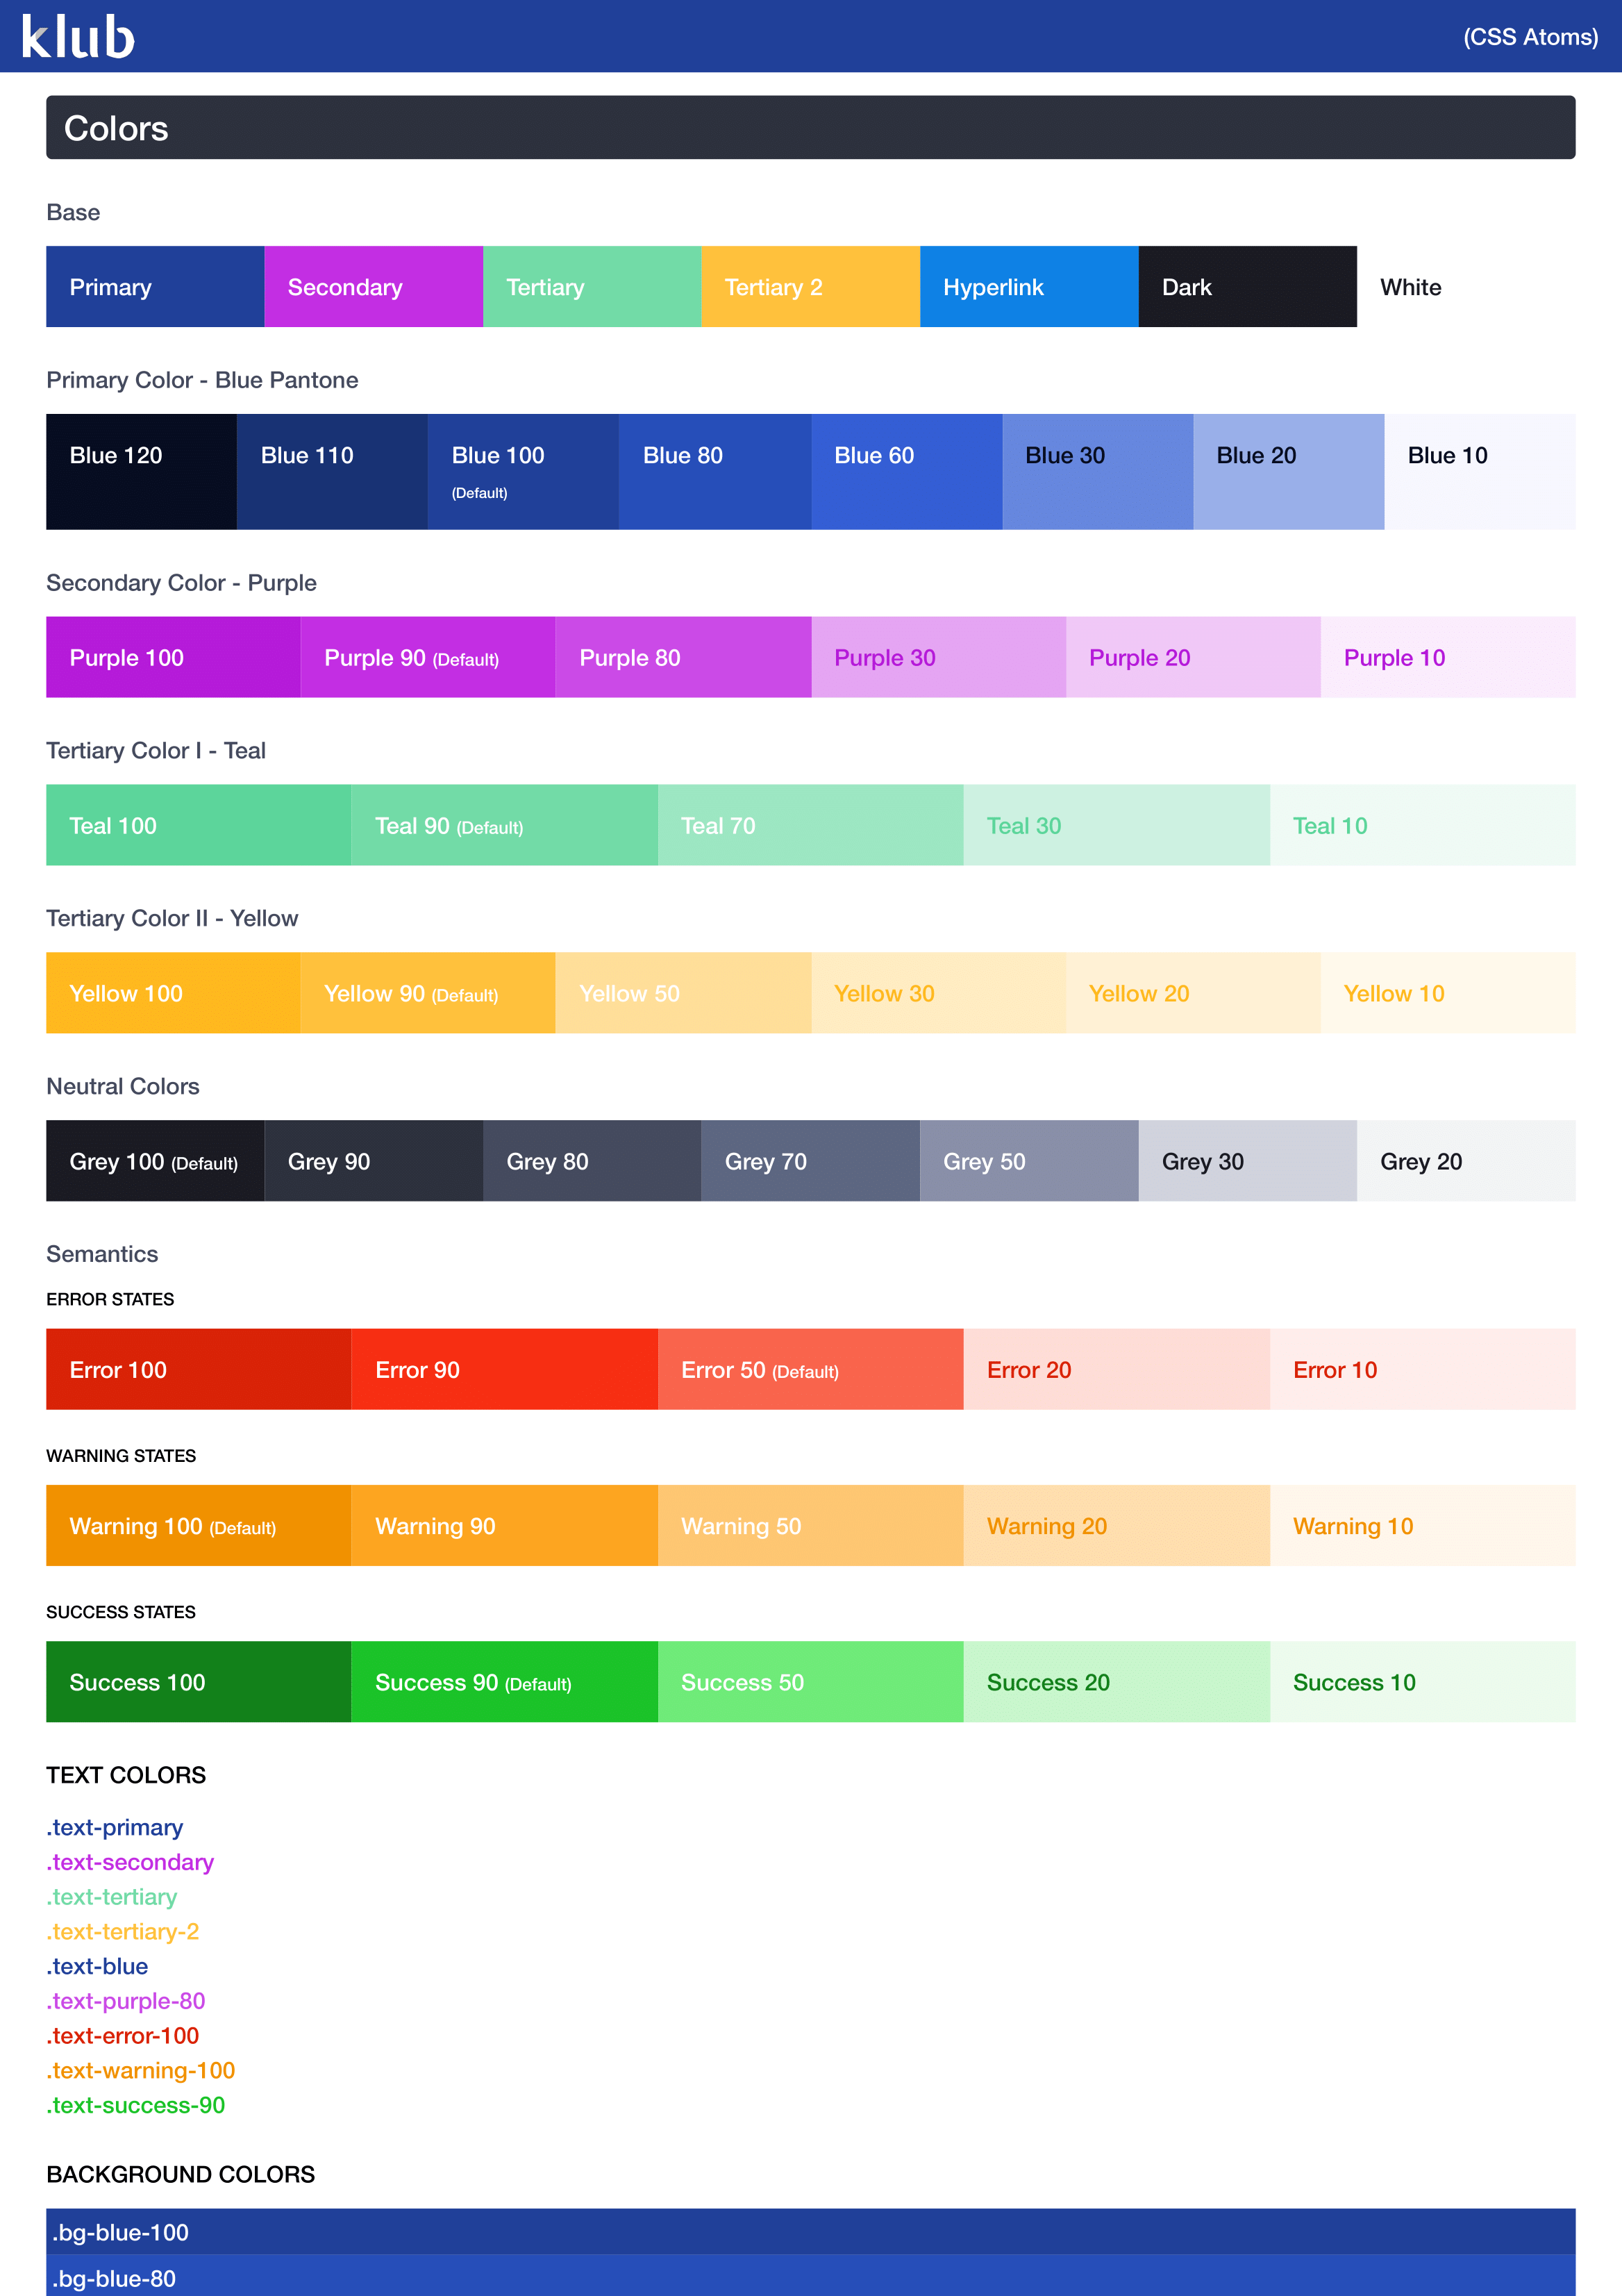 klub
(CSS Atoms)
Colors
Base
Primary
Secondary
Tertiary
Tertiary 2
Hyperlink
Dark
White
Primary Color - Blue Pantone
Blue 120
Blue 110
Blue 100
(Default)
Blue 80
Blue 60
Blue 30
Blue 20
Blue 10
Secondary Color - Purple
Purple 100
Purple 90 (Default)
Purple 80
Purple 30
Purple 20
Purple 10
Tertiary Color I - Teal
Teal 100
Teal 90 (Default)
Teal 70
Teal 30
Teal 10
Tertiary Color II - Yellow
Yellow 100
Yellow 90 (Default)
Yellow 50
Yellow 30
Yellow 20
Yellow 10
Neutral Colors
Grey 100 (Default)
Grey 90
Grey 80
Grey 70
Grey 50
Grey 30
Grey 20
Semantics
ERROR STATES
Error 100
Error 90
Error 50 (Default)
Error 20
Error 10
WARNING STATES
Warning 100 (Default)
Warning 90
Warning 50
Warning 20
Warning 10
SUCCESS STATES
Success 100
Success 90 (Default)
Success 50
Success 20
Success 10
TEXT COLORS
.text-primary
.text-secondary
.text-tertiary
.text-tertiary-2
.text-blue
.text-purple-80
.text-error-100
.text-warning-100
.text-success-90
BACKGROUND COLORS
.bg-blue-100
.bg-blue-80